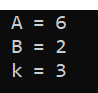 A = 6
B = 2
k = 3